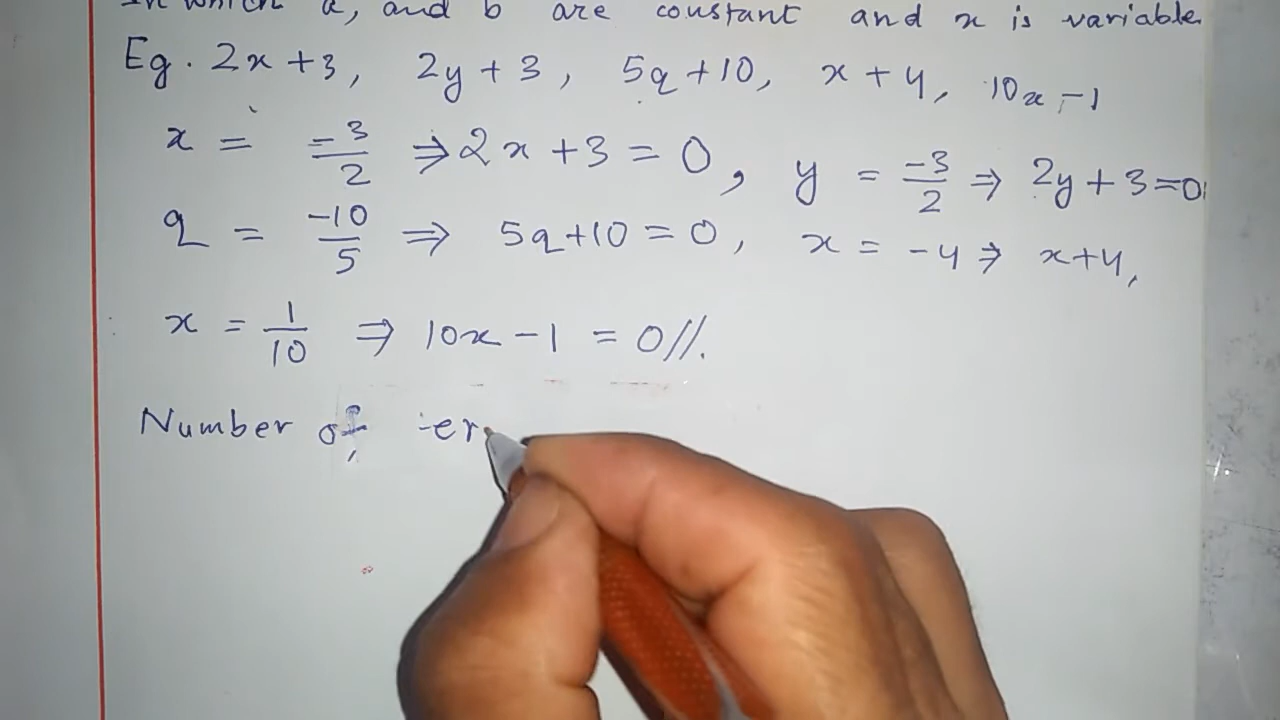 In which a, and b are constant and x is variable
Eg. 2x+3, 2y+3, 5q+10, x+4, 10x-1
x = -3/2 ⇒ 2x+3=0, y = -3/2 ⇒ 2y+3=0
q = -10/5 ⇒ 5q+10=0, x = -4 ⇒ x+4,
x = 1/10 ⇒ 10x-1 = 0//.
Number of